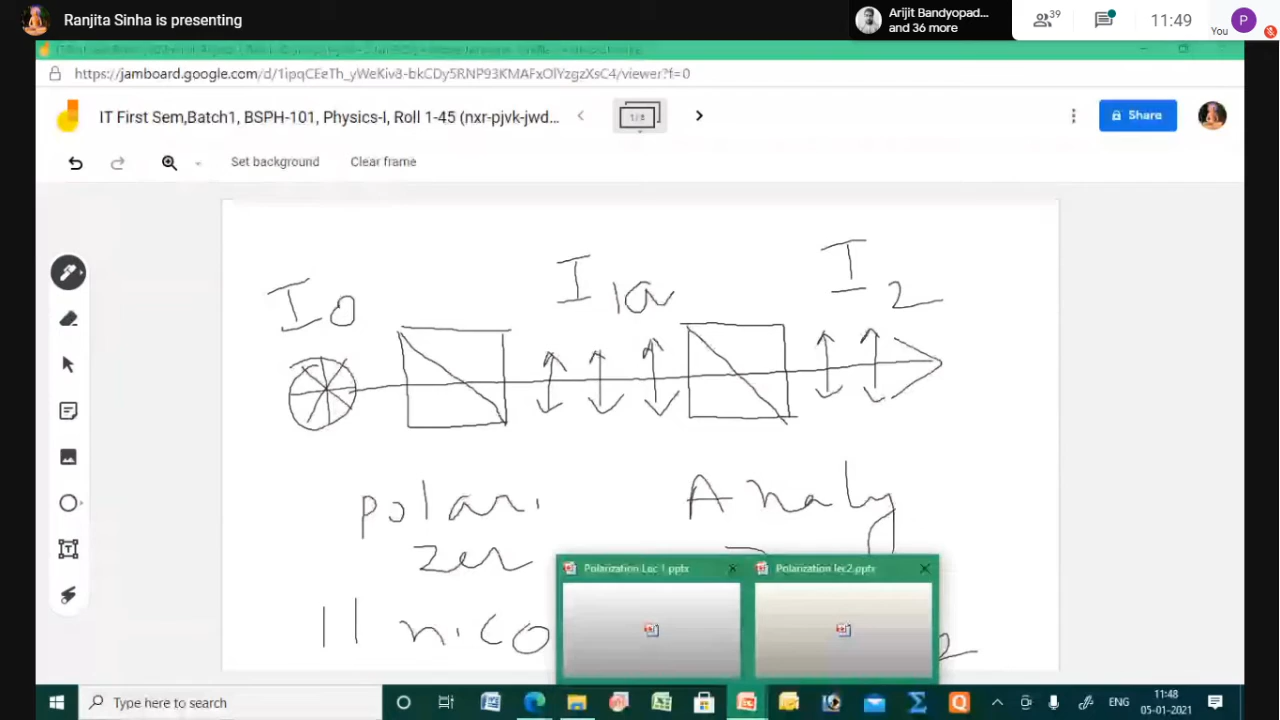 Ranjita Sinha is presenting
Arijit Bandyopad...
and 36 more
39
11:49
You
P
https://jamboard.google.com/d/1ipqCEeTh_yWeKiv8-bkCDy5RNP93KMAFxOlYzgzXsC4/viewer?f=0
IT First Sem,Batch1, BSPH-101, Physics-I, Roll 1-45 (nxr-pjvk-jwd...
Share
Set background
Clear frame
I0
I2
polari
Analy
zer
Polarization Lec 1.pptx
Polarization lec2.pptx
11 nico
2
Type here to search
ENG
11:48
05-01-2021